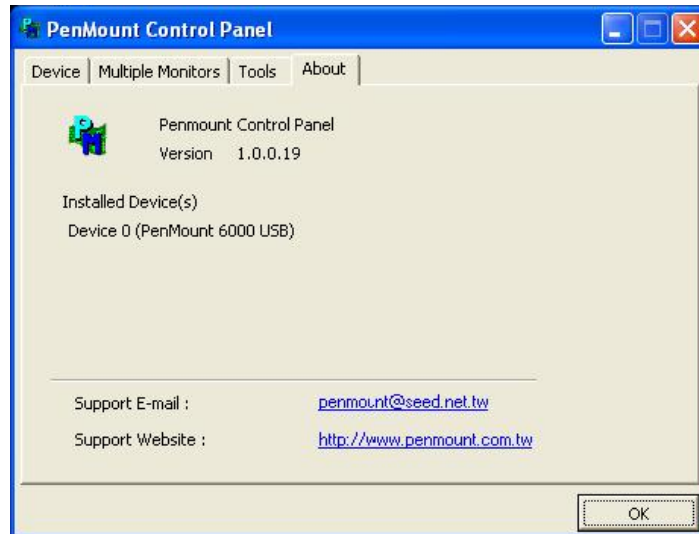 PenMount Control Panel
Device Multiple Monitors Tools About
Penmount Control Panel
Version 1.0.0.19
Installed Device(s)
Device 0 (PenMount 6000 USB)
Support E-mail : penmount@seed.net.tw
Support Website : http://www.penmount.com.tw
OK